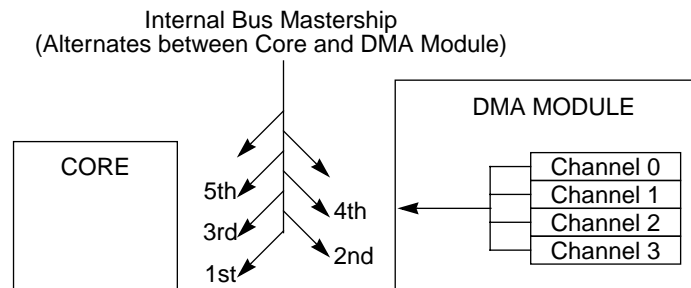 Internal Bus Mastership
(Alternates between Core and DMA Module)
DMA MODULE
CORE
Channel 0
Channel 1
Channel 2
Channel 3
5th
4th
3rd
2nd
1st